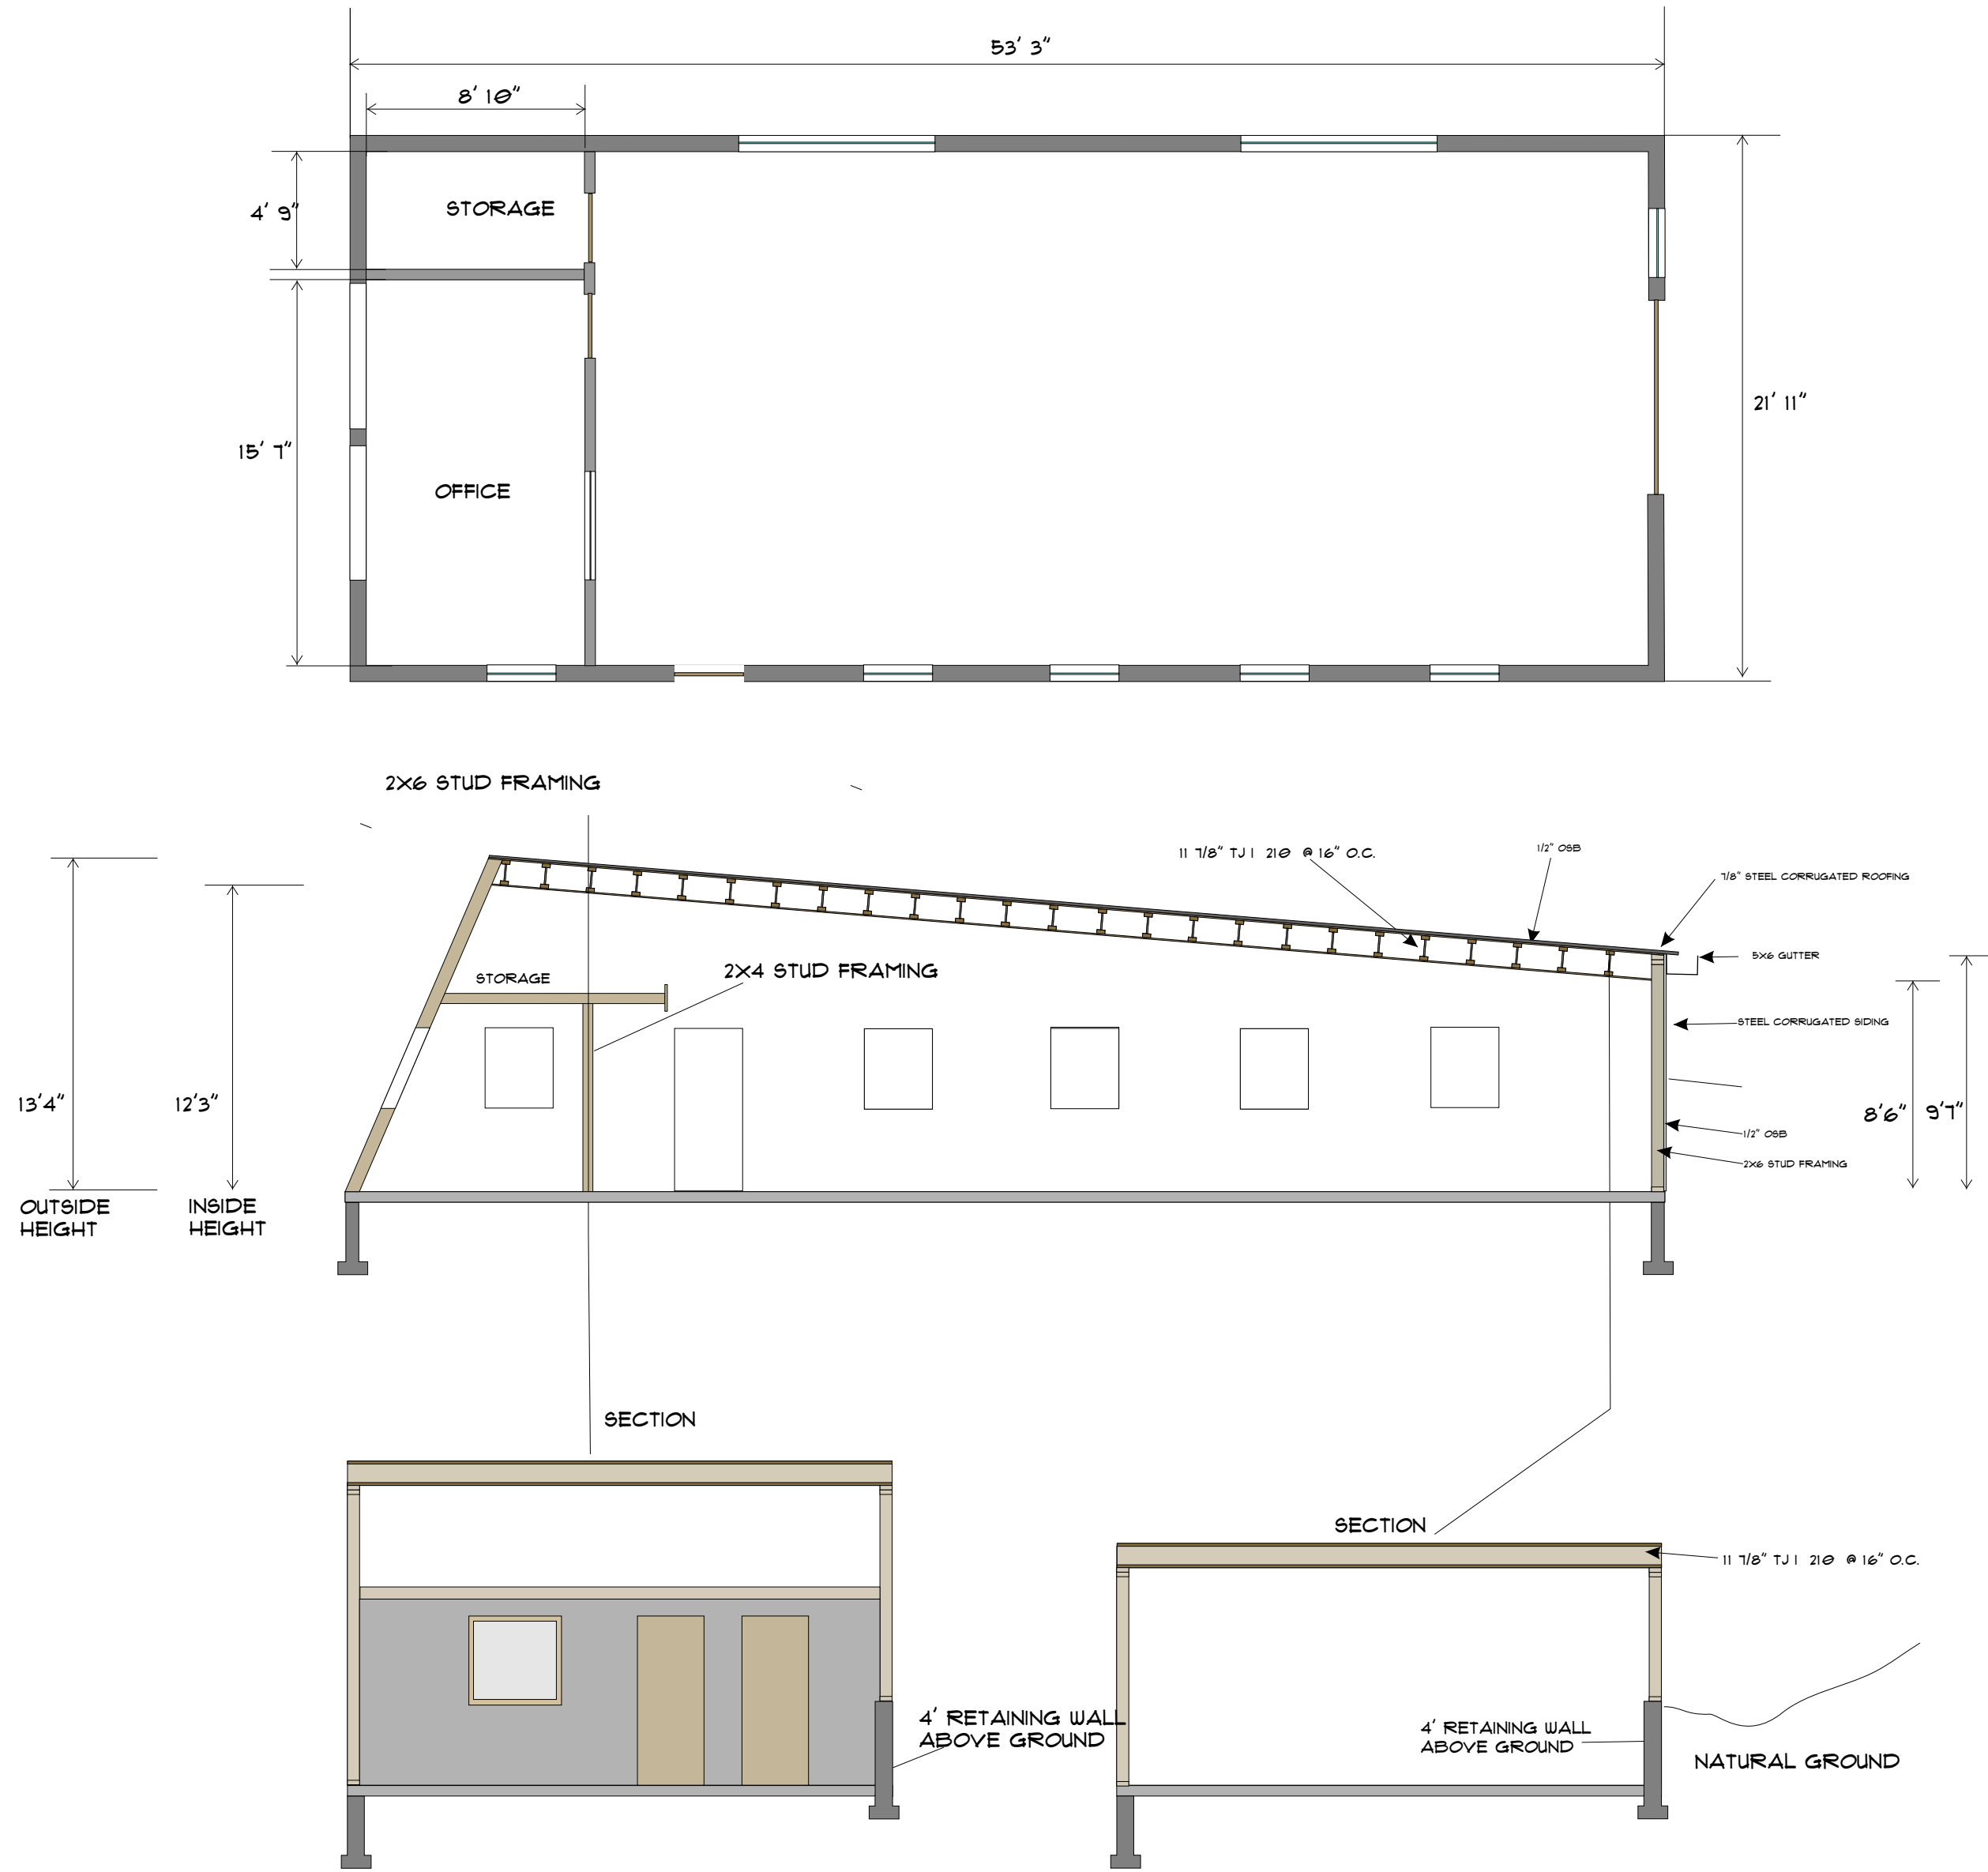 53' 3"
8' 10"
4' 9"
STORAGE
21' 11"
15' 7"
OFFICE
2X6 STUD FRAMING
11 7/8" TJI 210 @ 16" O.C.
1/2" OSB
7/8" STEEL CORRUGATED ROOFING
5X6 GUTTER
STORAGE
2X4 STUD FRAMING
STEEL CORRUGATED SIDING
13'4"
12'3"
8'6"
9'7"
1/2" OSB
2X6 STUD FRAMING
OUTSIDE
HEIGHT
INSIDE
HEIGHT
SECTION
SECTION
11 7/8" TJI 210 @ 16" O.C.
4' RETAINING WALL
ABOVE GROUND
4' RETAINING WALL
ABOVE GROUND
NATURAL GROUND